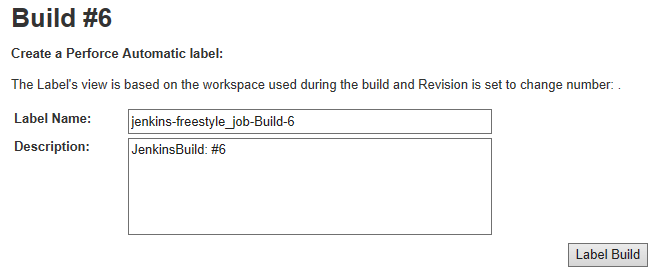 Build #6
Create a Perforce Automatic label:
The Label's view is based on the workspace used during the build and Revision is set to change number: .
Label Name: jenkins-freestyle_job-Build-6
Description: JenkinsBuild: #6
Label Build